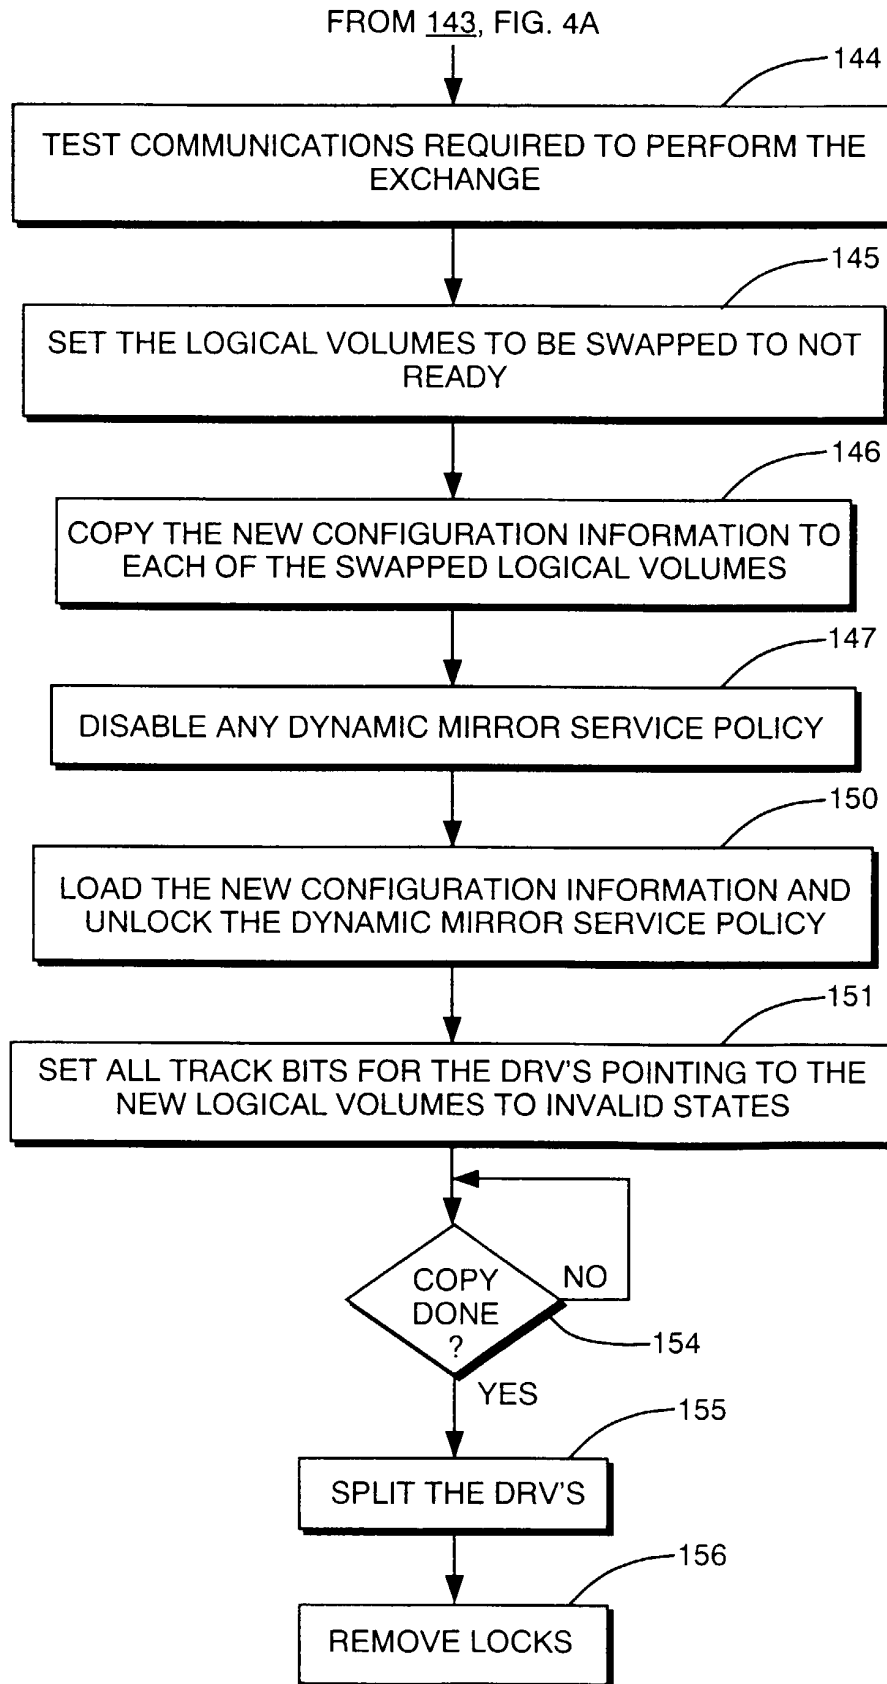 FROM 143, FIG. 4A
144
TEST COMMUNICATIONS REQUIRED TO PERFORM THE
EXCHANGE
145
SET THE LOGICAL VOLUMES TO BE SWAPPED TO NOT
READY
146
COPY THE NEW CONFIGURATION INFORMATION TO
EACH OF THE SWAPPED LOGICAL VOLUMES
147
DISABLE ANY DYNAMIC MIRROR SERVICE POLICY
150
LOAD THE NEW CONFIGURATION INFORMATION AND
UNLOCK THE DYNAMIC MIRROR SERVICE POLICY
151
SET ALL TRACK BITS FOR THE DRV'S POINTING TO THE
NEW LOGICAL VOLUMES TO INVALID STATES
COPY
DONE
?
NO
154
YES
155
SPLIT THE DRV'S
156
REMOVE LOCKS